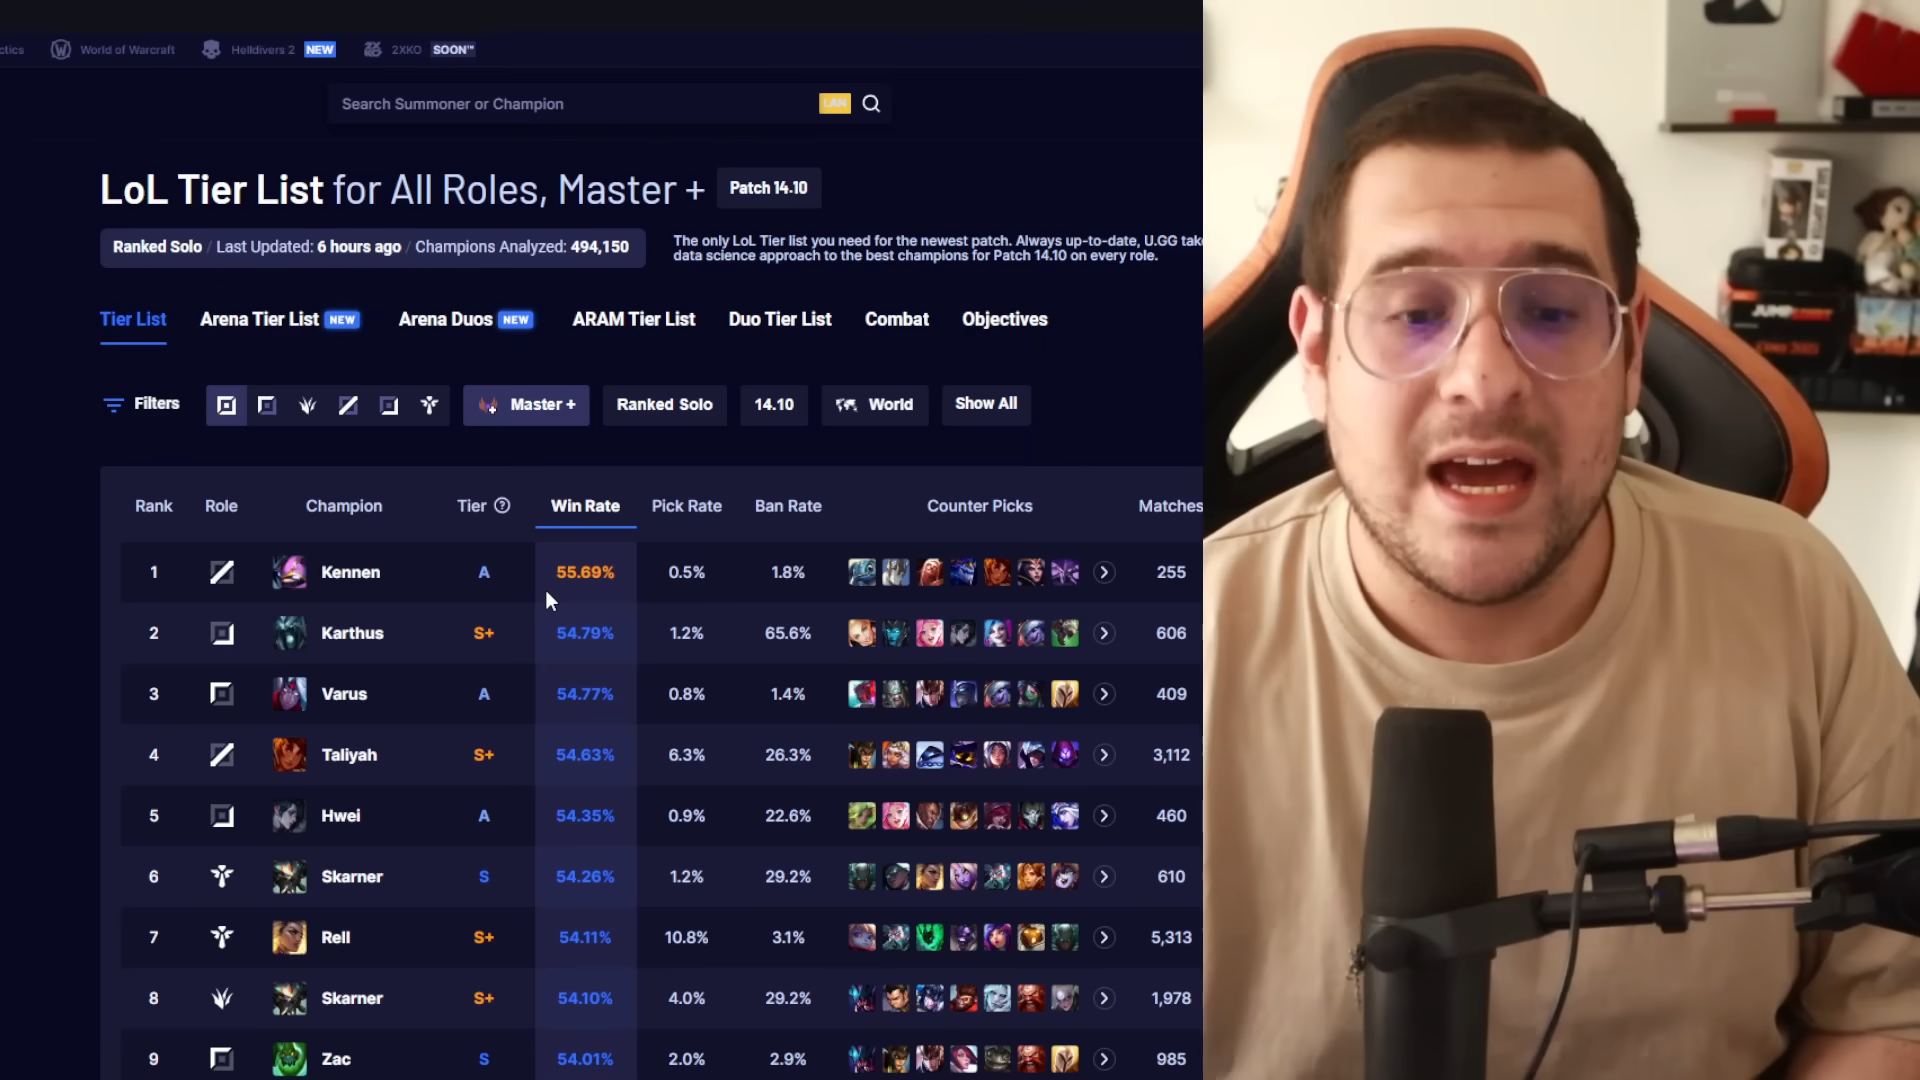 ctics World of Warcraft Helldivers 2 NEW 2XKO SOON™
Search Summoner or Champion LAN
LoL Tier List for All Roles, Master + Patch 14.10
Ranked Solo / Last Updated: 6 hours ago / Champions Analyzed: 494,150
The only LoL Tier list you need for the newest patch. Always up-to-date, U.GG tak
data science approach to the best champions for Patch 14.10 on every role.
Tier List Arena Tier List NEW Arena Duos NEW ARAM Tier List Duo Tier List Combat Objectives
Filters Master + Ranked Solo 14.10 World Show All
Rank Role Champion Tier ? Win Rate Pick Rate Ban Rate Counter Picks Matches
1 Kennen A 55.69% 0.5% 1.8% 255
2 Karthus S+ 54.79% 1.2% 65.6% 606
3 Varus A 54.77% 0.8% 1.4% 409
4 Taliyah S+ 54.63% 6.3% 26.3% 3,112
5 Hwei A 54.35% 0.9% 22.6% 460
6 Skarner S 54.26% 1.2% 29.2% 610
7 Rell S+ 54.11% 10.8% 3.1% 5,313
8 Skarner S+ 54.10% 4.0% 29.2% 1,978
9 Zac S 54.01% 2.0% 2.9% 985